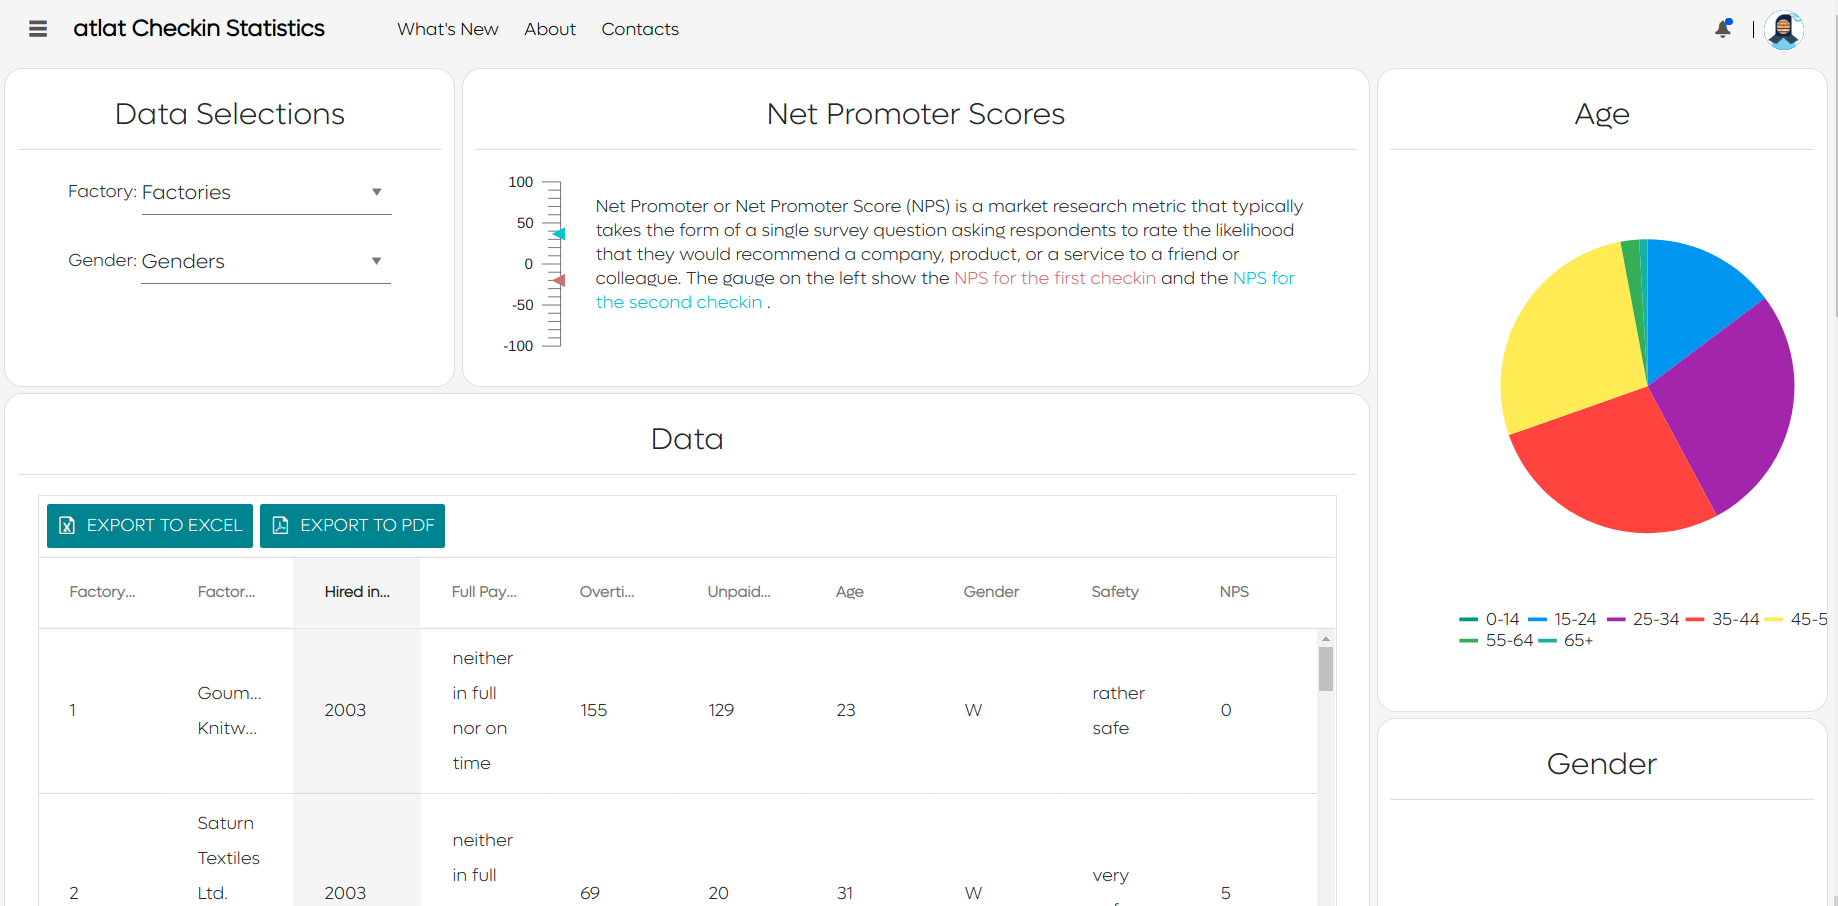 atlat Checkin Statistics
What's New
About
Contacts
Data Selections
Factory: Factories
Gender: Genders
Net Promoter Scores
100
50
0
-50
-100
Net Promoter or Net Promoter Score (NPS) is a market research metric that typically
takes the form of a single survey question asking respondents to rate the likelihood
that they would recommend a company, product, or a service to a friend or
colleague. The gauge on the left show the NPS for the first checkin and the NPS for
the second checkin .
Age
0-14 15-24 25-34 35-44 45-5
55-64 65+
Gender
Data
EXPORT TO EXCEL
EXPORT TO PDF
Factory... Factor... Hired in... Full Pay... Overti... Unpaid... Age Gender Safety NPS
1
Goum...
Knitw...
2003
neither
in full
nor on
time
155
129
23
W
rather
safe
0
2
Saturn
Textiles
Ltd.
2003
neither
in full
69
20
31
W
very
5